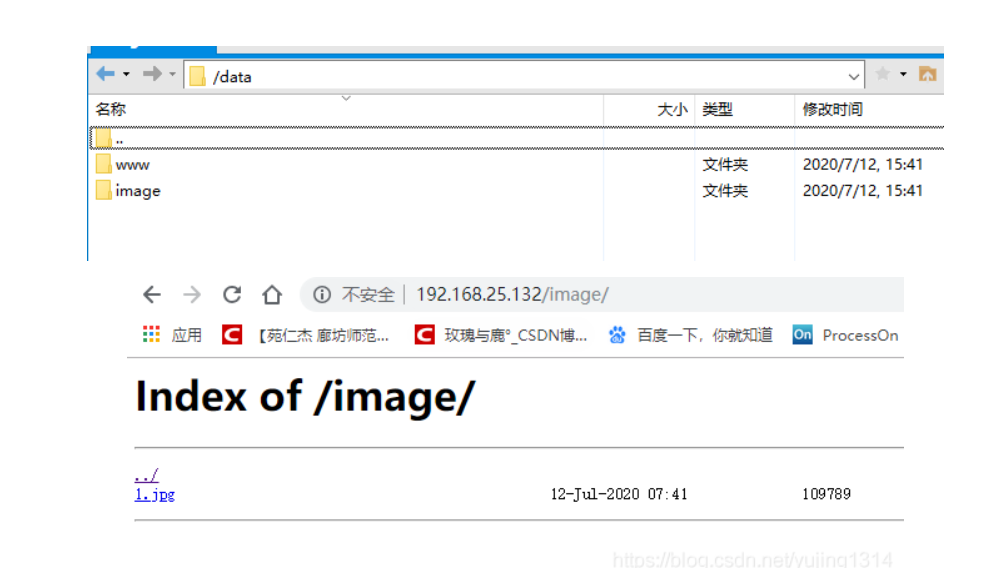 /data
名称 大小 类型 修改时间
..
www 文件夹 2020/7/12, 15:41
image 文件夹 2020/7/12, 15:41
不安全 | 192.168.25.132/image/
应用 【苑仁杰 廊坊师范... 玫瑰与鹿°_CSDN博... 百度一下，你就知道 On ProcessOn
Index of /image/
../
1.jpg 12-Jul-2020 07:41 109789
https://blog.csdn.net/yujing1314